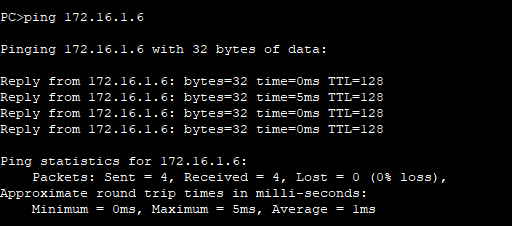 PC>ping 172.16.1.6
Pinging 172.16.1.6 with 32 bytes of data:
Reply from 172.16.1.6: bytes=32 time=0ms TTL=128
Reply from 172.16.1.6: bytes=32 time=5ms TTL=128
Reply from 172.16.1.6: bytes=32 time=0ms TTL=128
Reply from 172.16.1.6: bytes=32 time=0ms TTL=128
Ping statistics for 172.16.1.6:
    Packets: Sent = 4, Received = 4, Lost = 0 (0% loss),
Approximate round trip times in milli-seconds:
    Minimum = 0ms, Maximum = 5ms, Average = 1ms